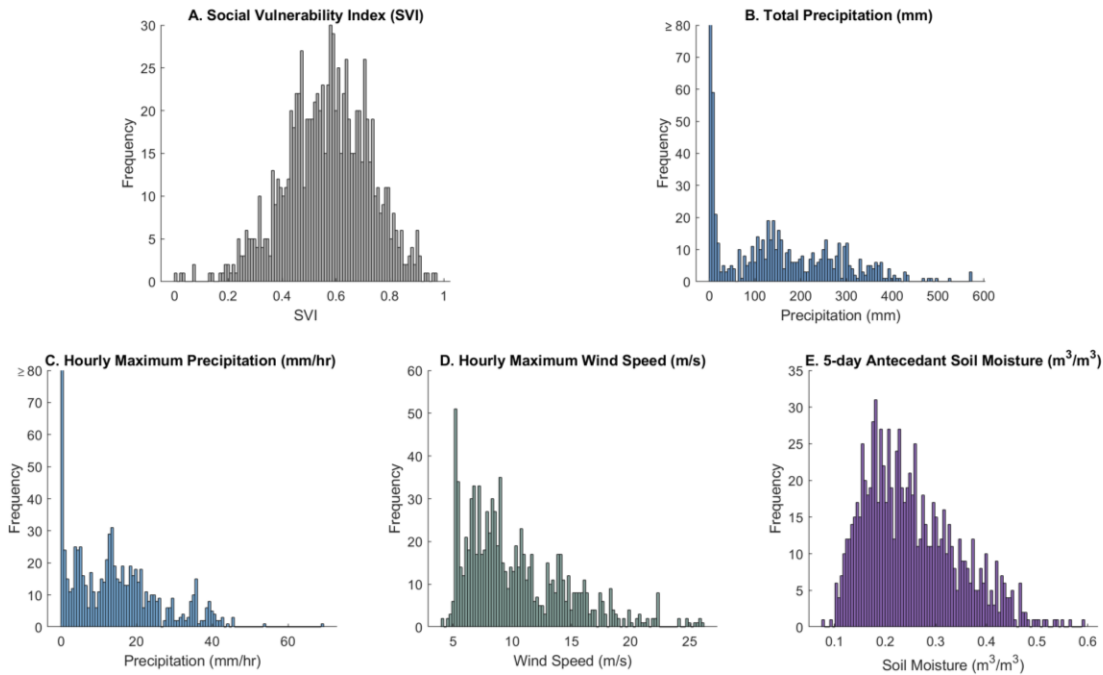 A. Social Vulnerability Index (SVI)
30
25
20
15
10
5
0
Frequency
0 0.2 0.4 0.6 0.8 1
SVI
B. Total Precipitation (mm)
≥ 80
70
60
50
40
30
20
10
0
Frequency
0 100 200 300 400 500 600
Precipitation (mm)
C. Hourly Maximum Precipitation (mm/hr)
≥ 80
70
60
50
40
30
20
10
0
Frequency
0 20 40 60
Precipitation (mm/hr)
D. Hourly Maximum Wind Speed (m/s)
60
50
40
30
20
10
0
Frequency
5 10 15 20 25
Wind Speed (m/s)
E. 5-day Antecedant Soil Moisture (m³/m³)
35
30
25
20
15
10
5
0
Frequency
0.1 0.2 0.3 0.4 0.5 0.6
Soil Moisture (m³/m³)